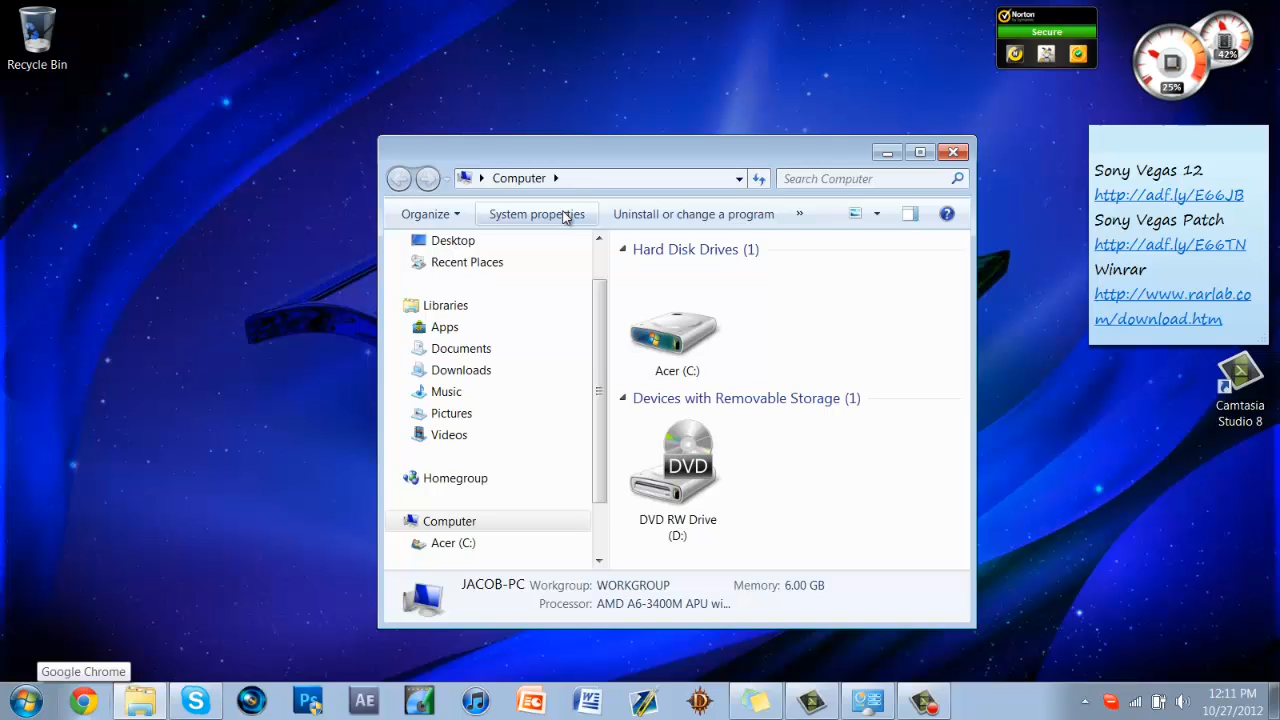 Recycle Bin
Norton
by Symantec
Secure
42%
25%
Sony Vegas 12
http://adf.ly/E66JB
Sony Vegas Patch
http://adf.ly/E66TN
Winrar
http://www.rarlab.co
m/download.htm
Camtasia
Studio 8
Computer
Search Computer
Organize
System properties
Uninstall or change a program
»
Desktop
Recent Places
Libraries
Apps
Documents
Downloads
Music
Pictures
Videos
Homegroup
Computer
Acer (C:)
Hard Disk Drives (1)
Acer (C:)
Devices with Removable Storage (1)
DVD
DVD RW Drive
(D:)
JACOB-PC Workgroup: WORKGROUP Memory: 6.00 GB
Processor: AMD A6-3400M APU wi...
Google Chrome
Ps
AE
12:11 PM
10/27/2012